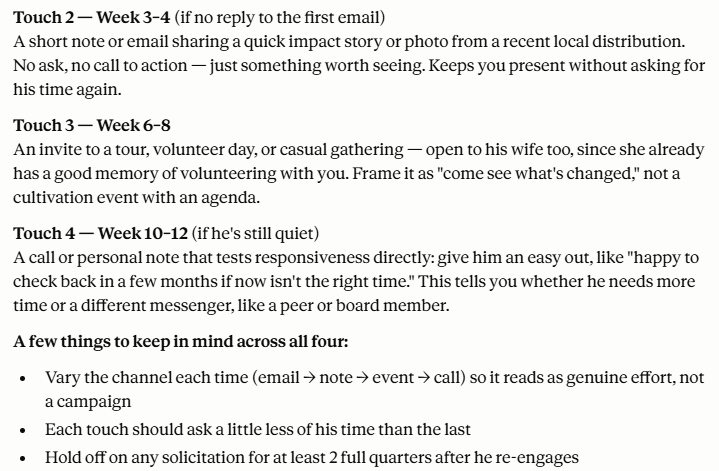 Touch 2 — Week 3–4 (if no reply to the first email)
A short note or email sharing a quick impact story or photo from a recent local distribution.
No ask, no call to action — just something worth seeing. Keeps you present without asking for
his time again.
Touch 3 — Week 6–8
An invite to a tour, volunteer day, or casual gathering — open to his wife too, since she already
has a good memory of volunteering with you. Frame it as "come see what's changed," not a
cultivation event with an agenda.
Touch 4 — Week 10–12 (if he's still quiet)
A call or personal note that tests responsiveness directly: give him an easy out, like "happy to
check back in a few months if now isn't the right time." This tells you whether he needs more
time or a different messenger, like a peer or board member.
A few things to keep in mind across all four:
• Vary the channel each time (email → note → event → call) so it reads as genuine effort, not
a campaign
• Each touch should ask a little less of his time than the last
• Hold off on any solicitation for at least 2 full quarters after he re-engages